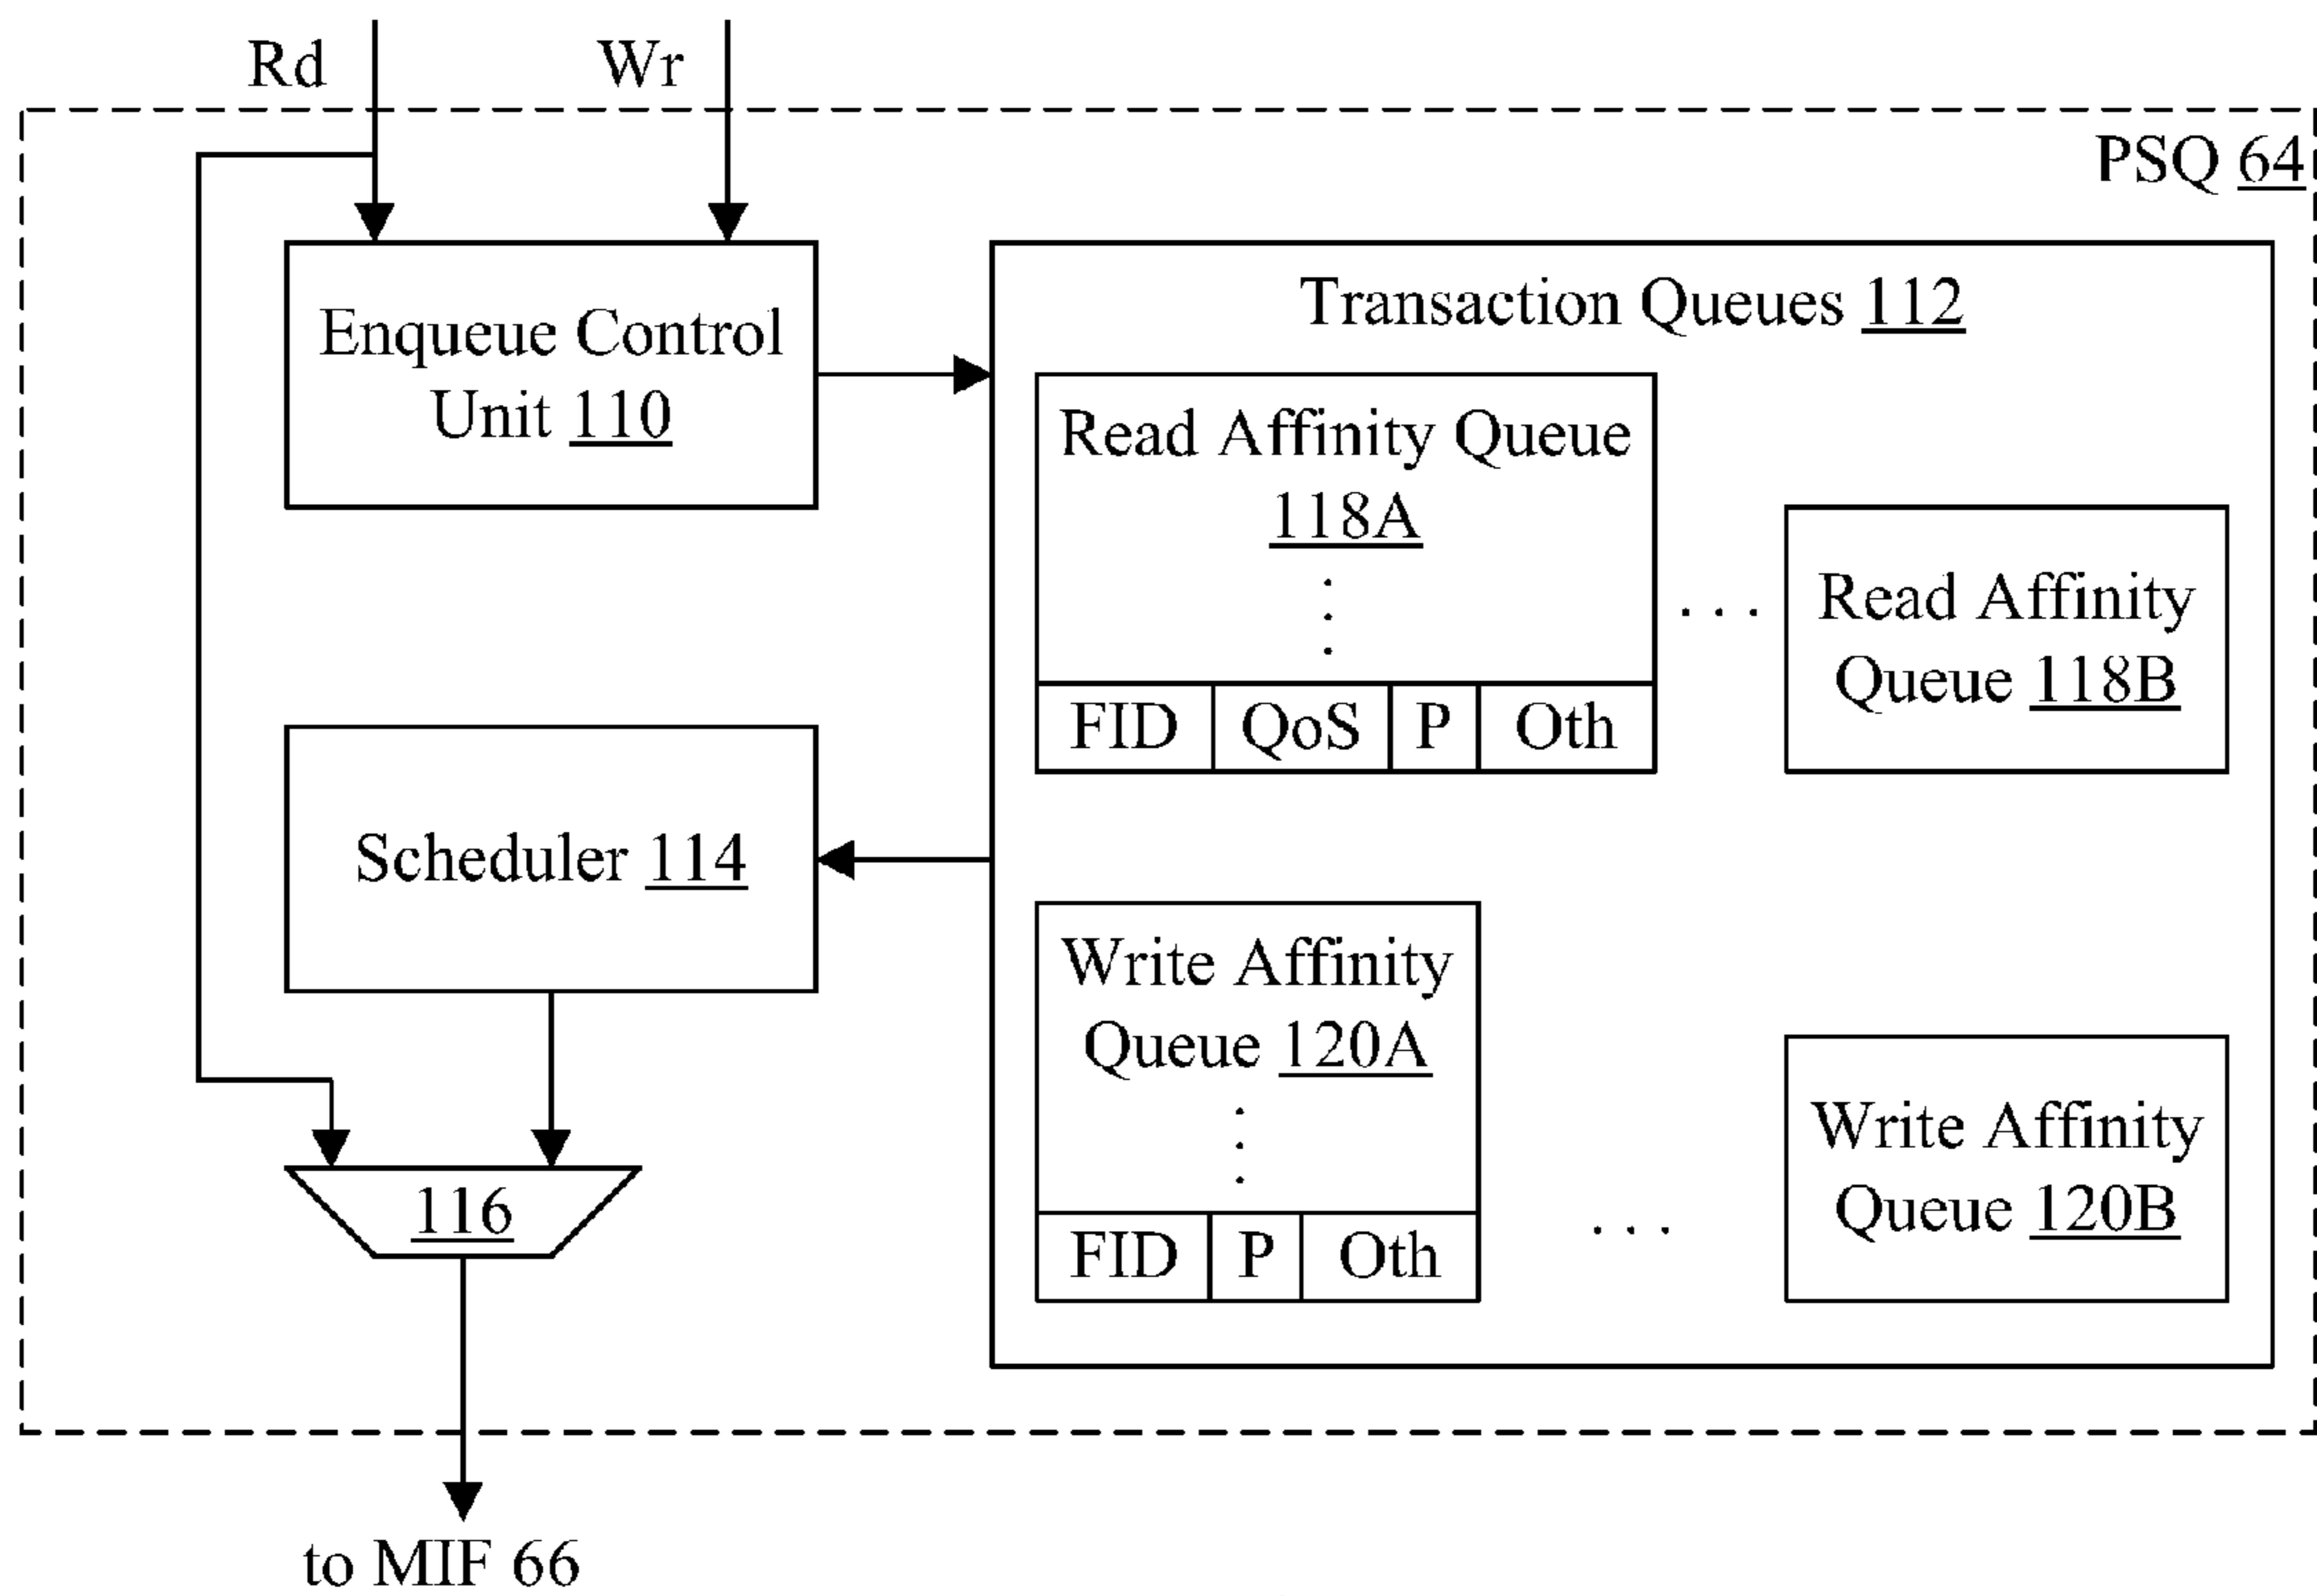 Rd
Wr
PSQ 64
Enqueue Control
Unit 110
Transaction Queues 112
Read Affinity Queue
118A
FID QoS P Oth
Read Affinity
Queue 118B
Scheduler 114
Write Affinity
Queue 120A
FID P Oth
Write Affinity
Queue 120B
116
to MIF 66